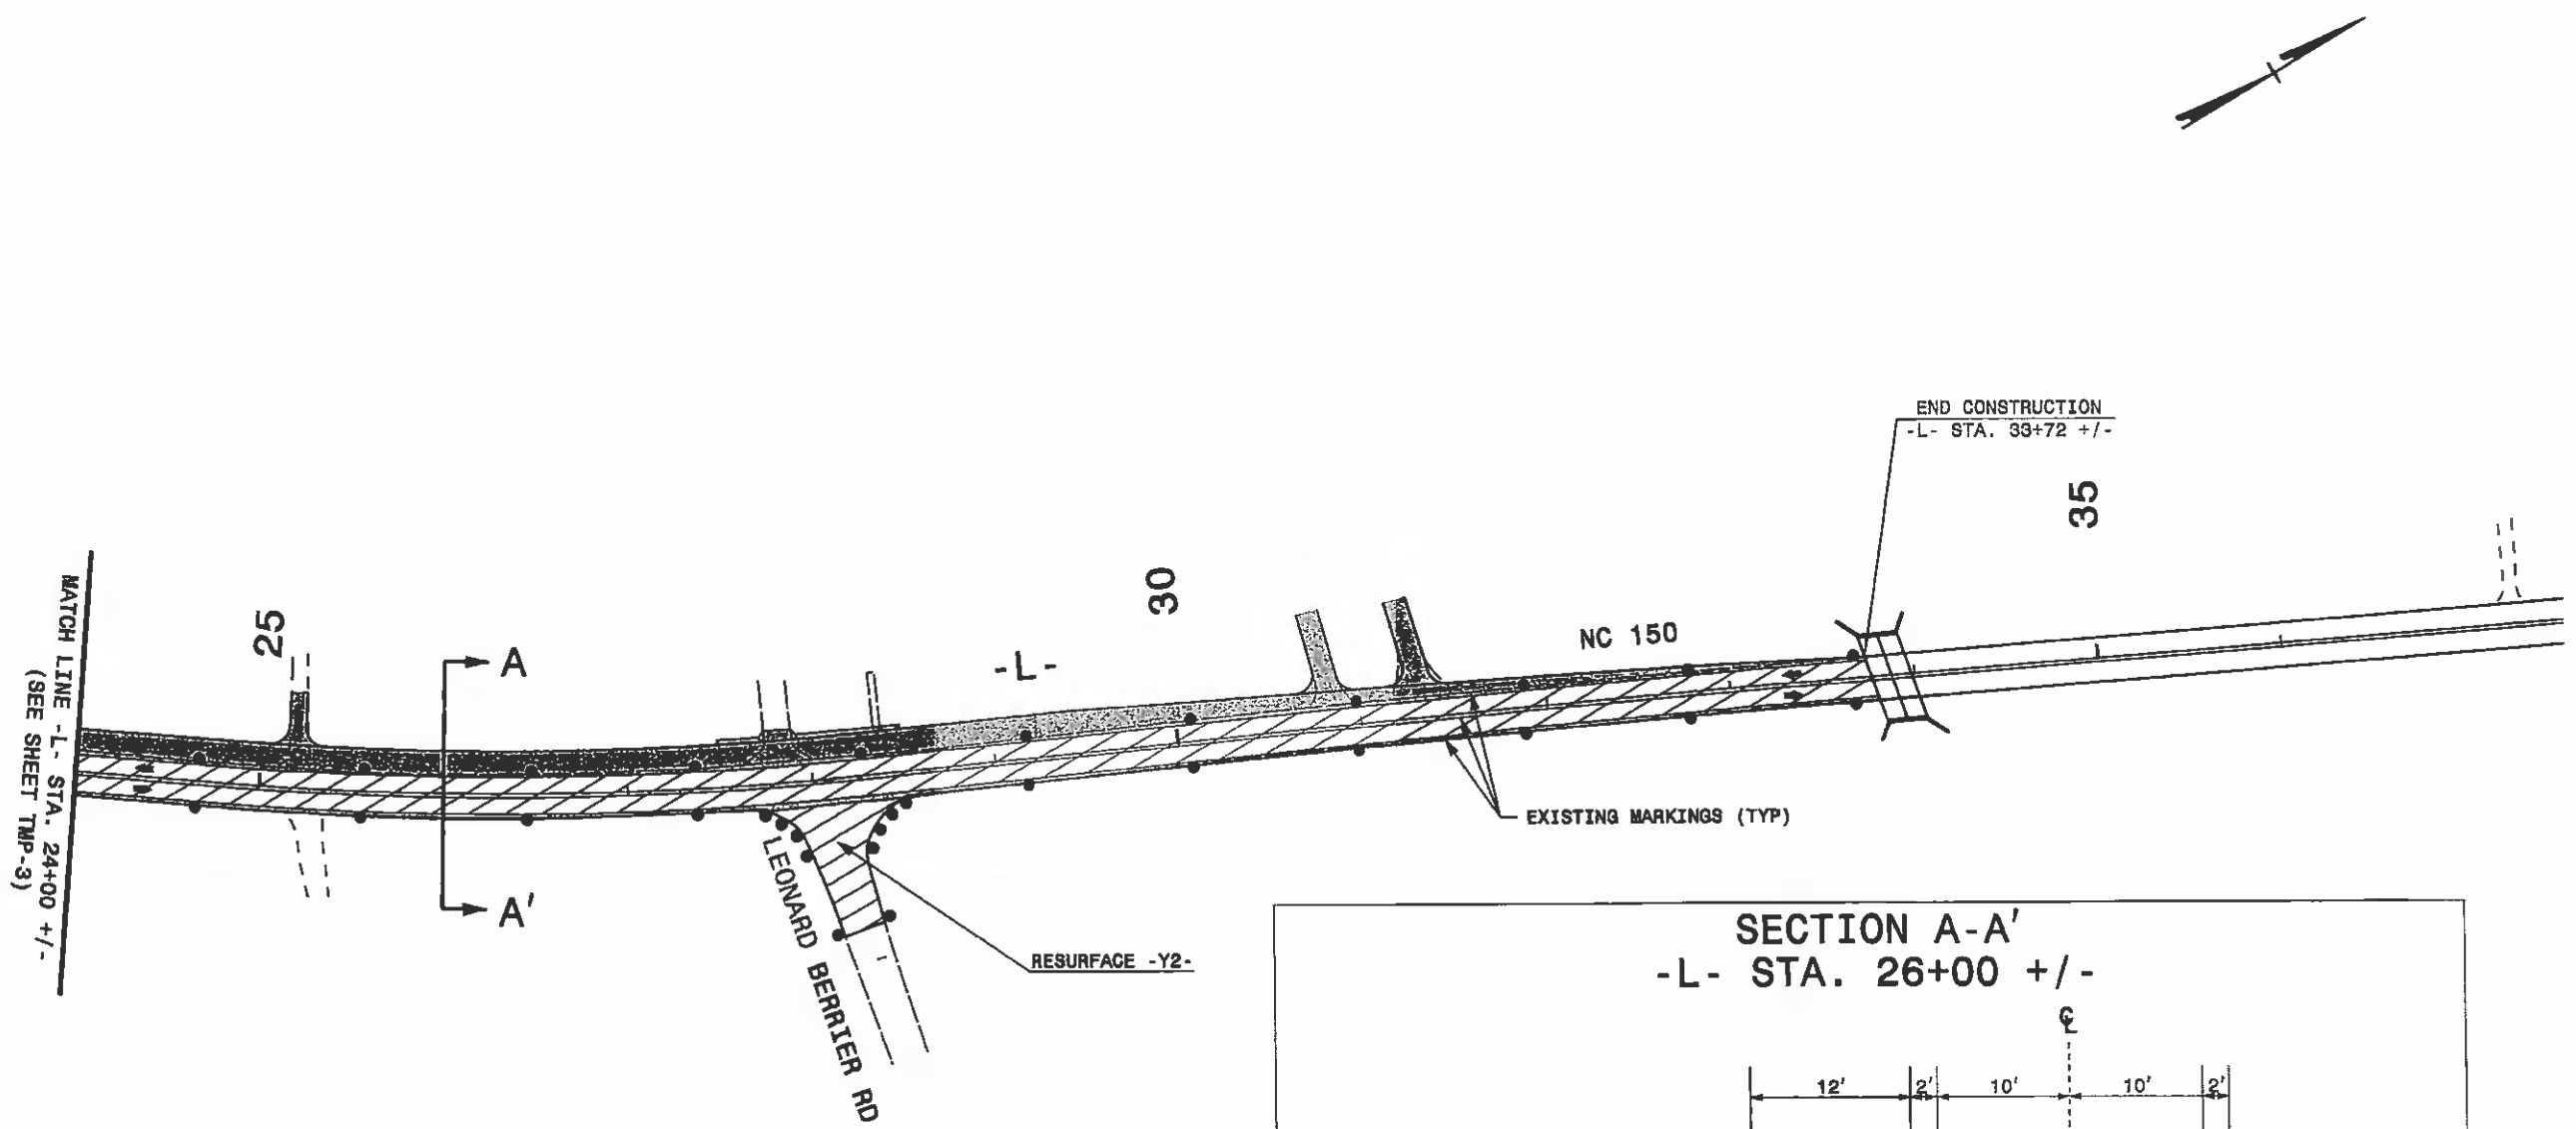 END CONSTRUCTION
-L- STA. 33+72 +/-
35
30
25
NC 150
-L-
MATCH LINE -L- STA. 24+00 +/-
(SEE SHEET TMP-3)
A
A'
EXISTING MARKINGS (TYP)
LEONARD BERRIER RD
RESURFACE -Y2-
SECTION A-A'
-L- STA. 26+00 +/-
℄
12' 2' 10' 10' 2'